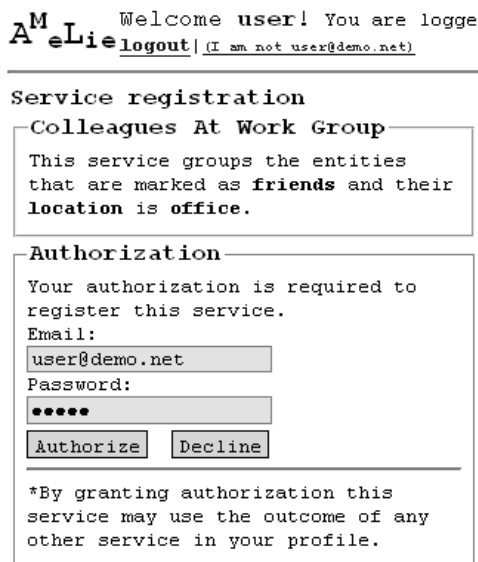 AMeLie Welcome user! You are logge
logout| (I am not user@demo.net)
Service registration
Colleagues At Work Group
This service groups the entities
that are marked as friends and their
location is office.
Authorization
Your authorization is required to
register this service.
Email:
user@demo.net
Password:
●●●●●
Authorize Decline
*By granting authorization this
service may use the outcome of any
other service in your profile.